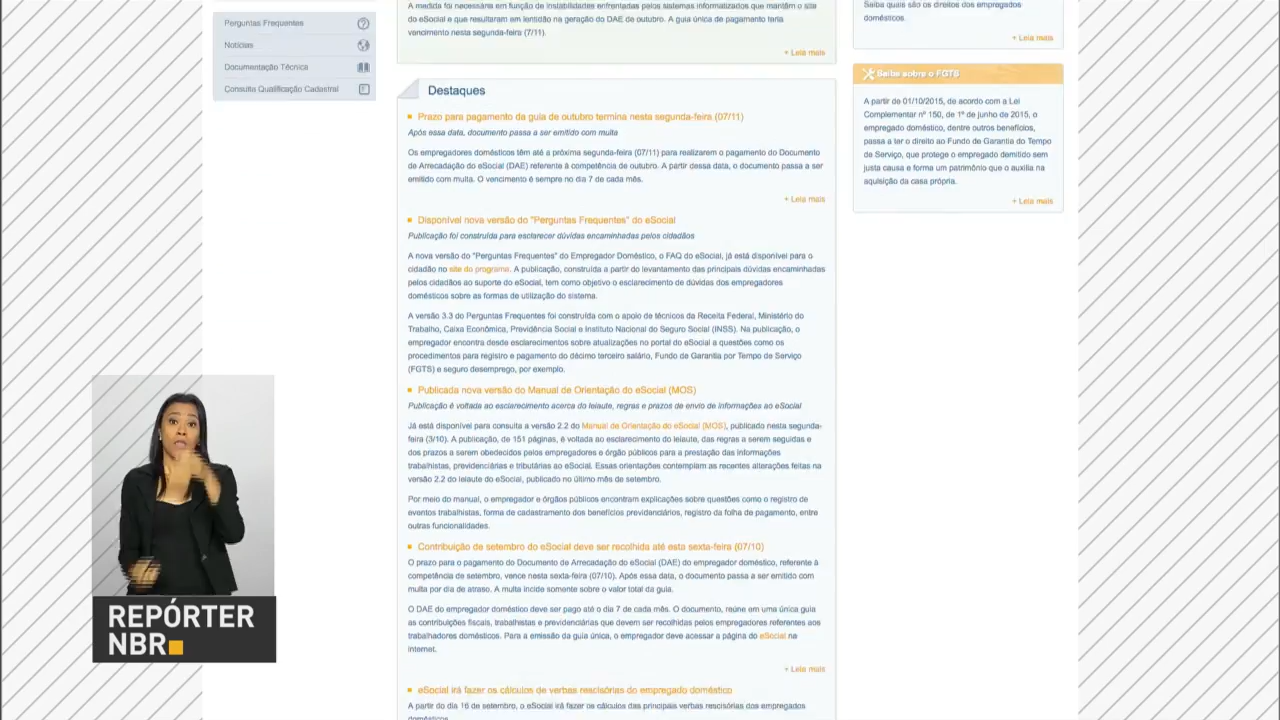 Perguntas Frequentes
Notícias
Documentação Técnica
Consulta Qualificação Cadastral
A medida foi necessária em função de instabilidades enfrentadas pelos sistemas informatizados que mantêm o site
do eSocial e que resultaram em lentidão na geração do DAE de outubro. A guia única de pagamento teria
vencimento nesta segunda-feira (7/11).
+ Leia mais
Destaques
Prazo para pagamento da guia de outubro termina nesta segunda-feira (07/11)
Após essa data, documento passa a ser emitido com multa
Os empregadores domésticos têm até a próxima segunda-feira (07/11) para realizarem o pagamento do Documento
de Arrecadação do eSocial (DAE) referente à competência de outubro. A partir dessa data, o documento passa a ser
emitido com multa. O vencimento é sempre no dia 7 de cada mês.
+ Leia mais
Disponível nova versão do "Perguntas Frequentes" do eSocial
Publicação foi construída para esclarecer dúvidas encaminhadas pelos cidadãos
A nova versão do "Perguntas Frequentes" do Empregador Doméstico, o FAQ do eSocial, já está disponível para o
cidadão no site do programa. A publicação, construída a partir do levantamento das principais dúvidas encaminhadas
pelos cidadãos ao suporte do eSocial, tem como objetivo o esclarecimento de dúvidas dos empregadores
domésticos sobre as formas de utilização do sistema.
A versão 3.3 do Perguntas Frequentes foi construída com o apoio de técnicos da Receita Federal, Ministério do
Trabalho, Caixa Econômica, Previdência Social e Instituto Nacional do Seguro Social (INSS). Na publicação, o
empregador encontra desde esclarecimentos sobre atualizações no portal do eSocial a questões como os
procedimentos para registro e pagamento do décimo terceiro salário, Fundo de Garantia por Tempo de Serviço
(FGTS) e seguro desemprego, por exemplo.
Publicada nova versão do Manual de Orientação do eSocial (MOS)
Publicação é voltada ao esclarecimento acerca do leiaute, regras e prazos de envio de informações ao eSocial
Já está disponível para consulta a versão 2.2 do Manual de Orientação do eSocial (MOS), publicado nesta segunda-
feira (3/10). A publicação, de 151 páginas, é voltada ao esclarecimento do leiaute, das regras a serem seguidas e
dos prazos a serem obedecidos pelos empregadores e órgão públicos para a prestação das informações
trabalhistas, previdenciárias e tributárias ao eSocial. Essas orientações contemplam as recentes alterações feitas na
versão 2.2 do leiaute do eSocial, publicado no último mês de setembro.
Por meio do manual, o empregador e órgãos públicos encontram explicações sobre questões como o registro de
eventos trabalhistas, forma de cadastramento dos benefícios previdenciários, registro da folha de pagamento, entre
outras funcionalidades.
Contribuição de setembro do eSocial deve ser recolhida até esta sexta-feira (07/10)
O prazo para o pagamento do Documento de Arrecadação do eSocial (DAE) do empregador doméstico, referente à
competência de setembro, vence nesta sexta-feira (07/10). Após essa data, o documento passa a ser emitido com
multa por dia de atraso. A multa incide somente sobre o valor total da guia.
O DAE do empregador doméstico deve ser pago até o dia 7 de cada mês. O documento, reúne em uma única guia
as contribuições fiscais, trabalhistas e previdenciárias que devem ser recolhidas pelos empregadores referentes aos
trabalhadores domésticos. Para a emissão da guia única, o empregador deve acessar a página do eSocial na
internet.
+ Leia mais
eSocial irá fazer os cálculos de verbas rescisórias do empregado doméstico
A partir do dia 16 de setembro, o eSocial irá fazer os cálculos das principais verbas rescisórias dos empregados
domésticos.
Saiba quais são os direitos dos empregados
domésticos.
+ Leia mais
Saiba sobre o FGTS
A partir de 01/10/2015, de acordo com a Lei
Complementar nº 150, de 1º de junho de 2015, o
empregado doméstico, dentre outros benefícios,
passa a ter o direito ao Fundo de Garantia do Tempo
de Serviço, que protege o empregado demitido sem
justa causa e forma um patrimônio que o auxilia na
aquisição da casa própria.
+ Leia mais
REPÓRTER
NBR